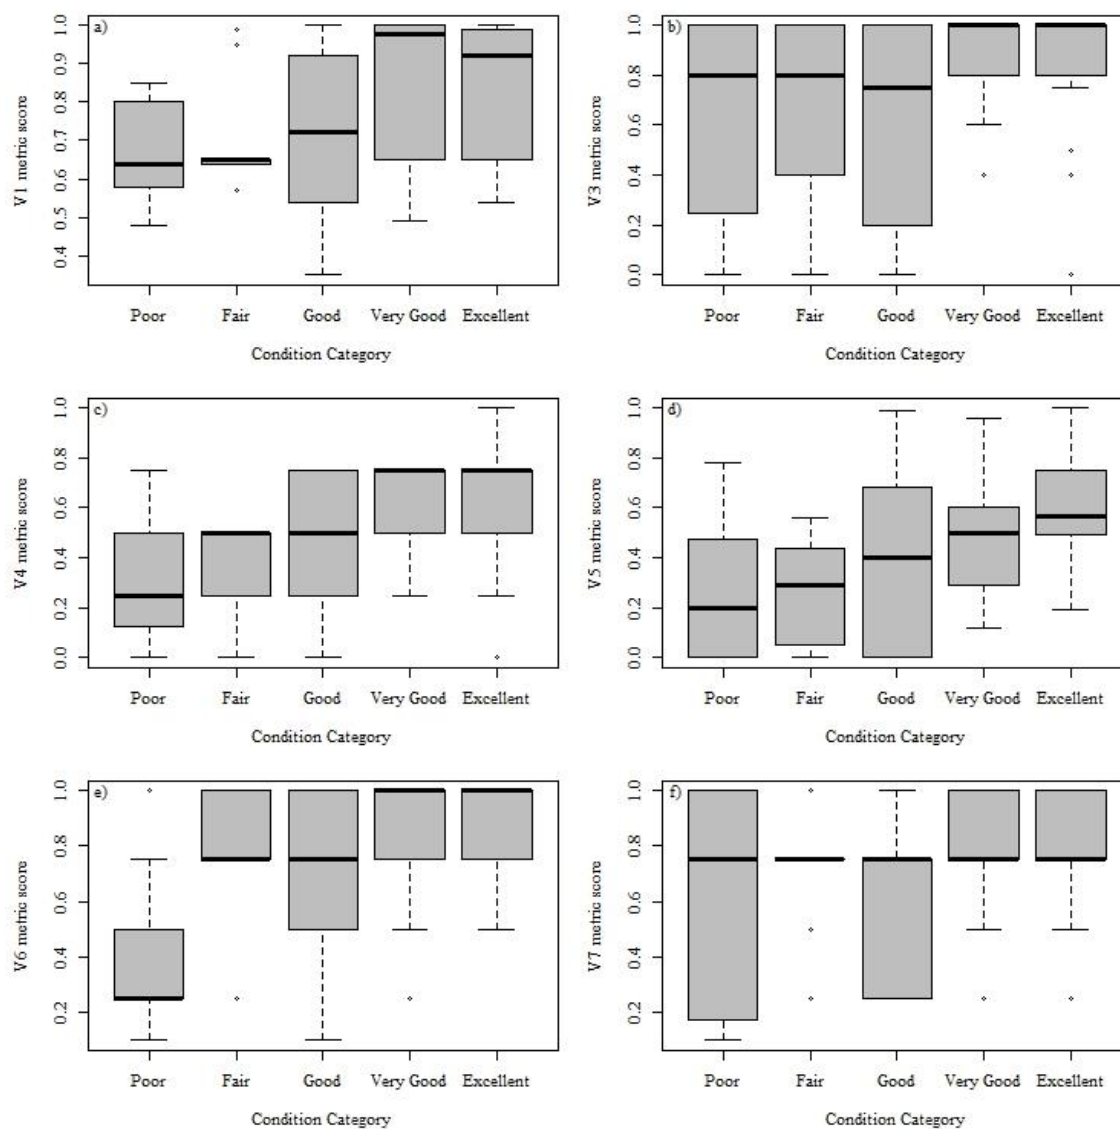 a)
1.0
0.9
0.8
0.7
0.6
0.5
0.4
V1 metric score
Poor Fair Good Very Good Excellent
Condition Category
b)
1.0
0.8
0.6
0.4
0.2
0.0
V3 metric score
Poor Fair Good Very Good Excellent
Condition Category
c)
1.0
0.8
0.6
0.4
0.2
0.0
V4 metric score
Poor Fair Good Very Good Excellent
Condition Category
d)
1.0
0.8
0.6
0.4
0.2
0.0
V5 metric score
Poor Fair Good Very Good Excellent
Condition Category
e)
1.0
0.8
0.6
0.4
0.2
V6 metric score
Poor Fair Good Very Good Excellent
Condition Category
f)
1.0
0.8
0.6
0.4
0.2
V7 metric score
Poor Fair Good Very Good Excellent
Condition Category